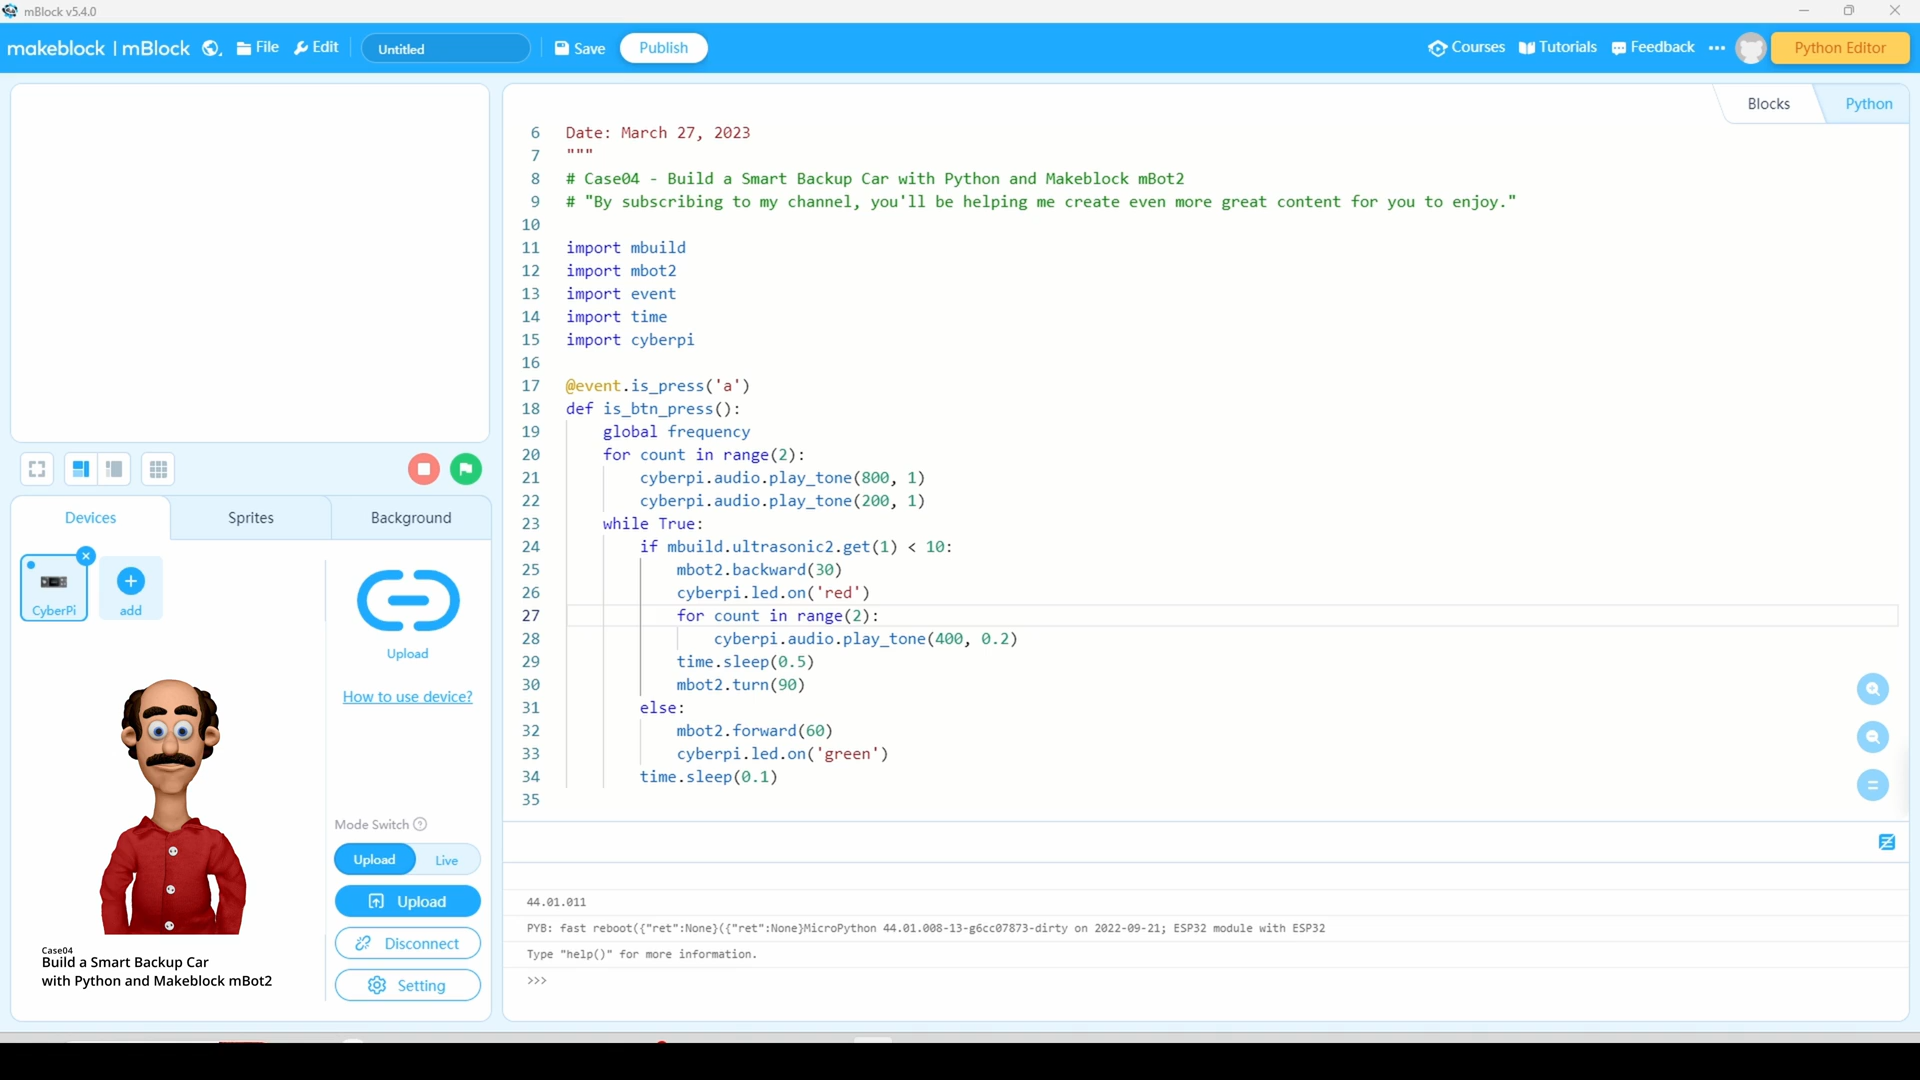 mBlock v5.4.0
makeblock | mBlock File Edit Untitled Save Publish Courses Tutorials Feedback Python Editor
Blocks Python
6 Date: March 27, 2023
7 """
8 # Case04 - Build a Smart Backup Car with Python and Makeblock mBot2
9 # "By subscribing to my channel, you'll be helping me create even more great content for you to enjoy."
10
11 import mbuild
12 import mbot2
13 import event
14 import time
15 import cyberpi
16
17 @event.is_press('a')
18 def is_btn_press():
19 global frequency
20 for count in range(2):
21 cyberpi.audio.play_tone(800, 1)
22 cyberpi.audio.play_tone(200, 1)
23 while True:
24 if mbuild.ultrasonic2.get(1) < 10:
25 mbot2.backward(30)
26 cyberpi.led.on('red')
27 for count in range(2):
28 cyberpi.audio.play_tone(400, 0.2)
29 time.sleep(0.5)
30 mbot2.turn(90)
31 else:
32 mbot2.forward(60)
33 cyberpi.led.on('green')
34 time.sleep(0.1)
35
Devices Sprites Background
CyberPi
add
Upload
How to use device?
Mode Switch ?
Upload Live
Upload
Disconnect
Setting
Case04
Build a Smart Backup Car
with Python and Makeblock mBot2
44.01.011
PYB: fast reboot({"ret":None}({"ret":None}MicroPython 44.01.008-13-g6cc07873-dirty on 2022-09-21; ESP32 module with ESP32
Type "help()" for more information.
>>>